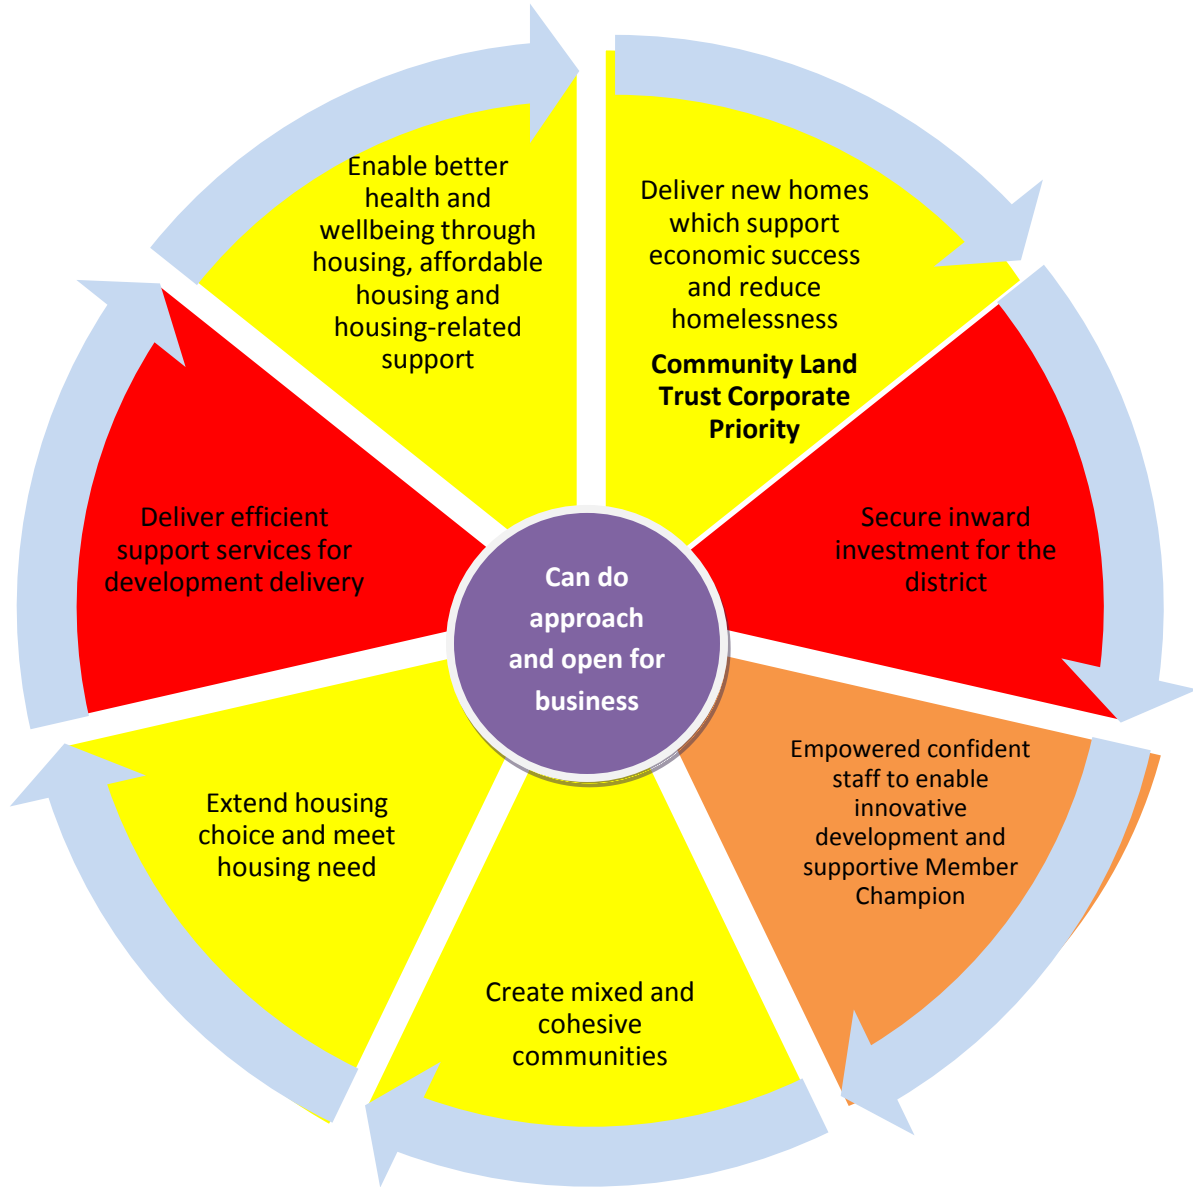 Enable better
health and
wellbeing through
housing, affordable
housing and
housing-related
support
Deliver new homes
which support
economic success
and reduce
homelessness
Community Land
Trust Corporate
Priority
Deliver efficient
support services for
development delivery
Can do
approach
and open for
business
Secure inward
investment for the
district
Extend housing
choice and meet
housing need
Empowered confident
staff to enable
innovative
development and
supportive Member
Champion
Create mixed and
cohesive
communities